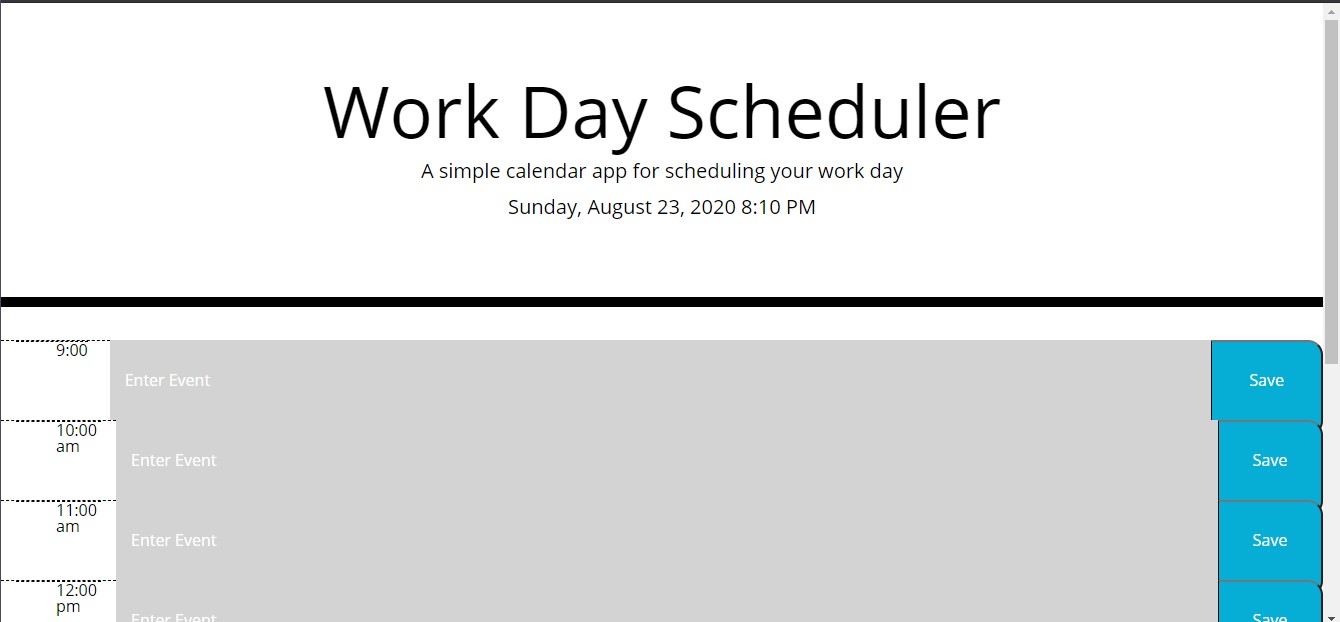 Work Day Scheduler
A simple calendar app for scheduling your work day
Sunday, August 23, 2020 8:10 PM
9:00
Enter Event
Save
10:00
am
Enter Event
Save
11:00
am
Enter Event
Save
12:00
pm
Enter Event
Save